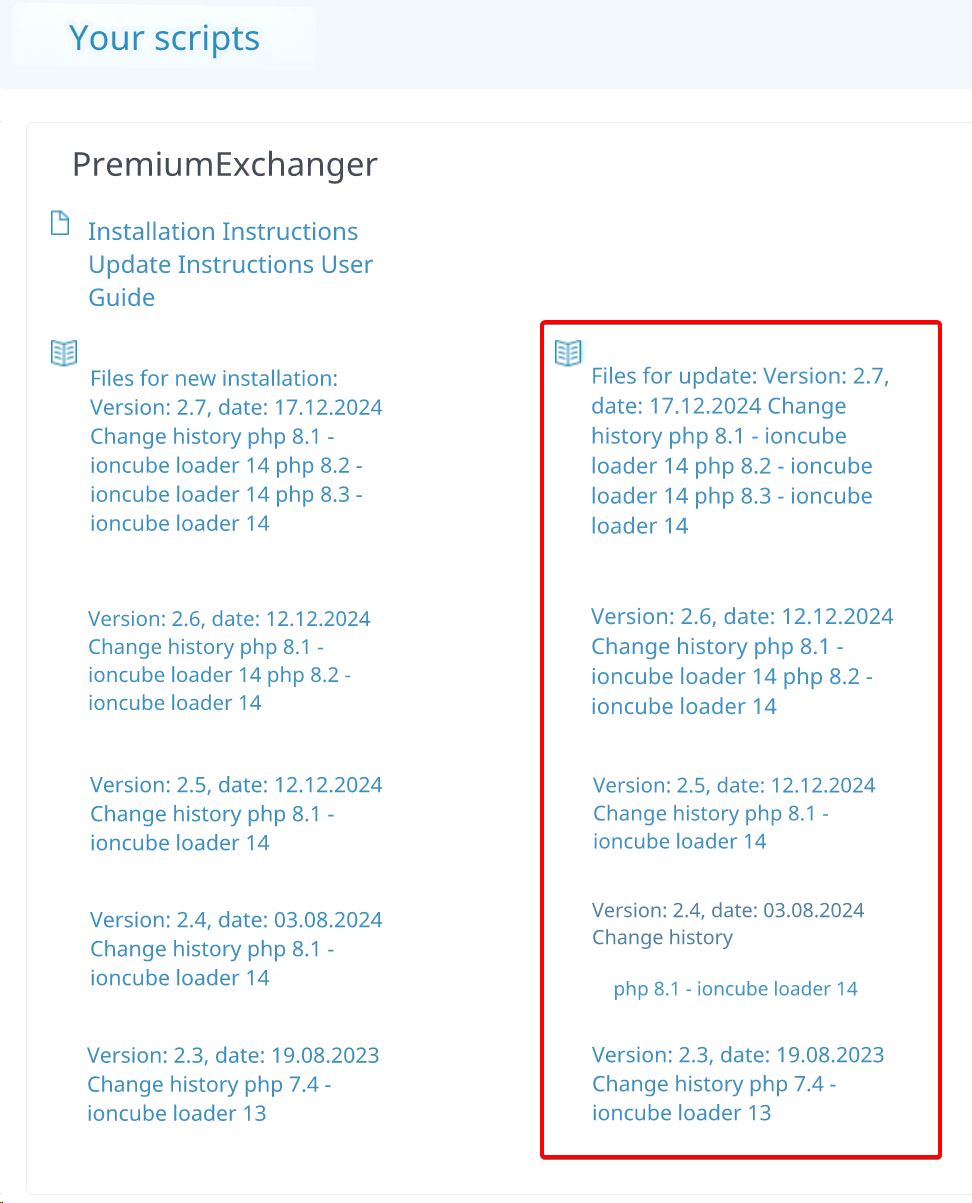 Your scripts
PremiumExchanger
Installation Instructions
Update Instructions User
Guide
Files for new installation:
Version: 2.7, date: 17.12.2024
Change history php 8.1 -
ioncube loader 14 php 8.2 -
ioncube loader 14 php 8.3 -
ioncube loader 14
Version: 2.6, date: 12.12.2024
Change history php 8.1 -
ioncube loader 14 php 8.2 -
ioncube loader 14
Version: 2.5, date: 12.12.2024
Change history php 8.1 -
ioncube loader 14
Version: 2.4, date: 03.08.2024
Change history php 8.1 -
ioncube loader 14
Version: 2.3, date: 19.08.2023
Change history php 7.4 -
ioncube loader 13
Files for update: Version: 2.7,
date: 17.12.2024 Change
history php 8.1 - ioncube
loader 14 php 8.2 - ioncube
loader 14 php 8.3 - ioncube
loader 14
Version: 2.6, date: 12.12.2024
Change history php 8.1 -
ioncube loader 14 php 8.2 -
ioncube loader 14
Version: 2.5, date: 12.12.2024
Change history php 8.1 -
ioncube loader 14
Version: 2.4, date: 03.08.2024
Change history
php 8.1 - ioncube loader 14
Version: 2.3, date: 19.08.2023
Change history php 7.4 -
ioncube loader 13